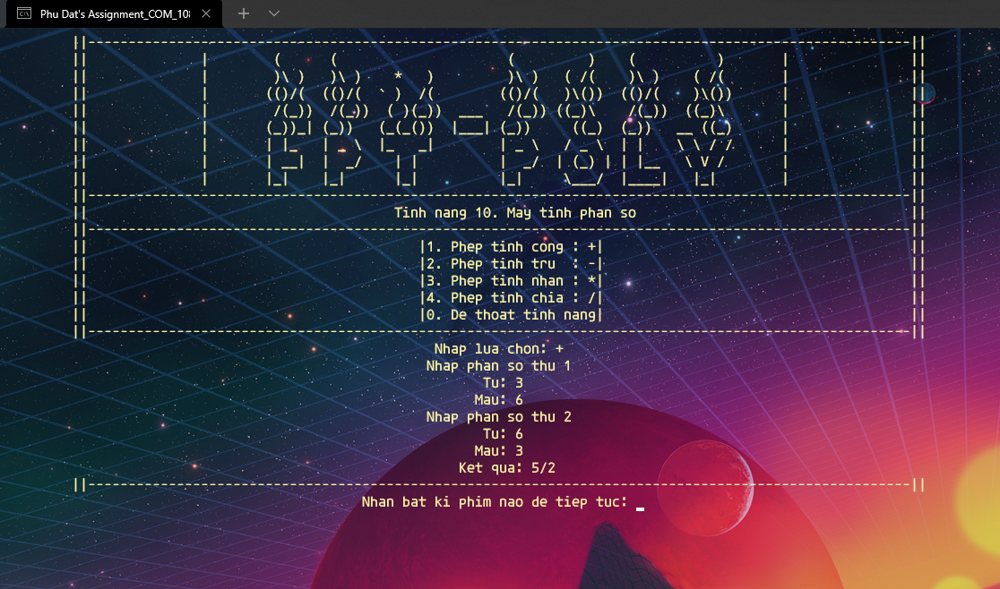 Phu Dat's Assignment_COM_108
FPT_POLY
Tinh nang 10. May tinh phan so
|1. Phep tinh cong : +|
|2. Phep tinh tru  : -|
|3. Phep tinh nhan : *|
|4. Phep tinh chia : /|
|0. De thoat tinh nang|
Nhap lua chon: +
Nhap phan so thu 1
Tu: 3
Mau: 6
Nhap phan so thu 2
Tu: 6
Mau: 3
Ket qua: 5/2
Nhan bat ki phim nao de tiep tuc: